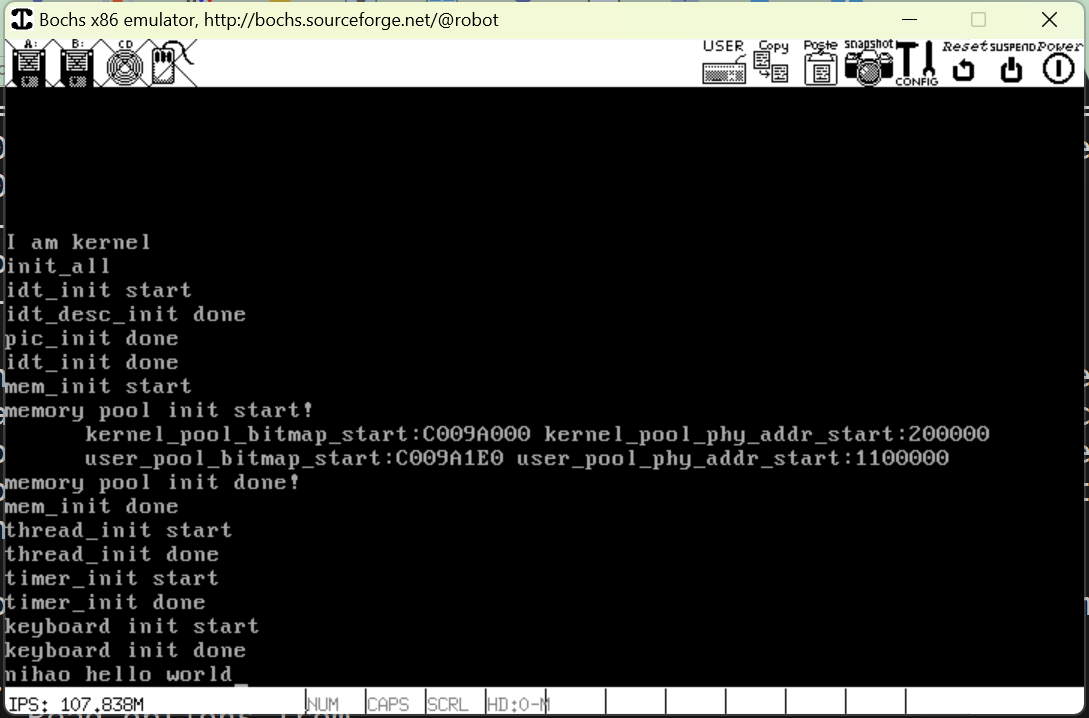 Bochs x86 emulator, http://bochs.sourceforge.net/@robot
A: B: CD USER Copy Poste snapshot CONFIG Reset SUSPEND Power
I am kernel
init_all
idt_init start
idt_desc_init done
pic_init done
idt_init done
mem_init start
memory pool init start!
kernel_pool_bitmap_start:C009A000 kernel_pool_phy_addr_start:200000
user_pool_bitmap_start:C009A1E0 user_pool_phy_addr_start:1100000
memory pool init done!
mem_init done
thread_init start
thread_init done
timer_init start
timer_init done
keyboard init start
keyboard init done
nihao hello world_
IPS: 107.838M NUM CAPS SCRL HD:0-M